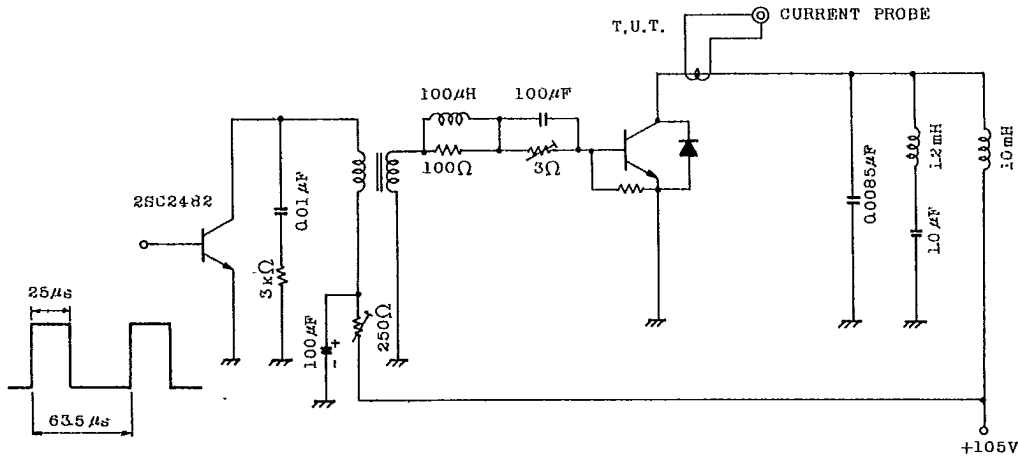 T.U.T.
CURRENT PROBE
100μH
100μF
100Ω
3Ω
2SC2482
0.01μF
3kΩ
0.0085μF
1.2mH
1.0μF
10mH
25μs
100μF
+
-
250Ω
63.5μs
+105V